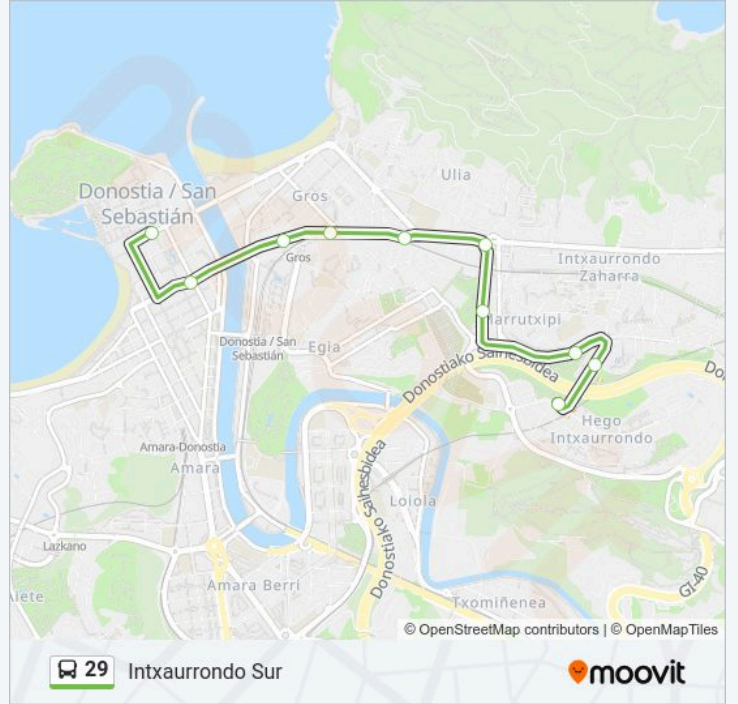 Donostia / San
Sebastián
Gros
Ulia
Gros
Intxaurrondo
Zaharra
Marrutxipi
Donostia / San
Sebastián
Egia
Donostiako Saihesbidea
Hego
Intxaurrondo
Amara-Donostia
Amara
Donostiako Saihesbidea
Loiola
Lazkano
Amara Berri
GI-40
Txomiñenea
© OpenStreetMap contributors | © OpenMapTiles
29 Intxaurrondo Sur
moovit